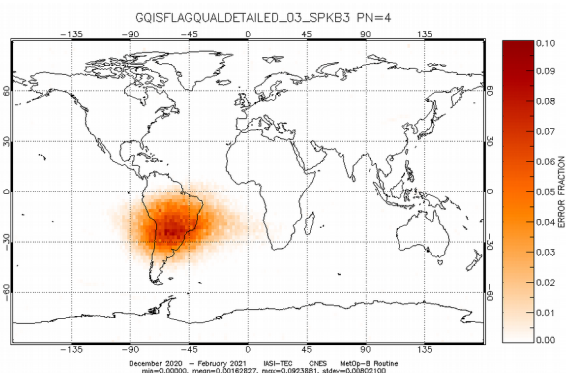 GQISFLAGQUALDETAILED_03_SPKB3 PN=4
-135 -90 -45 0 45 90 135
0.10
0.09
0.08
0.07
0.06
0.05
0.04
0.03
0.02
0.01
0.00
ERROR FRACTION
60 60
30 30
0 0
-30 -30
-60 -60
-135 -90 -45 0 45 90 135
December 2020 - February 2021 IASI-TEC CNES MetOp-B Routine
min=0.00000, mean=0.00162827, max=0.0923881, stdev=0.00802100